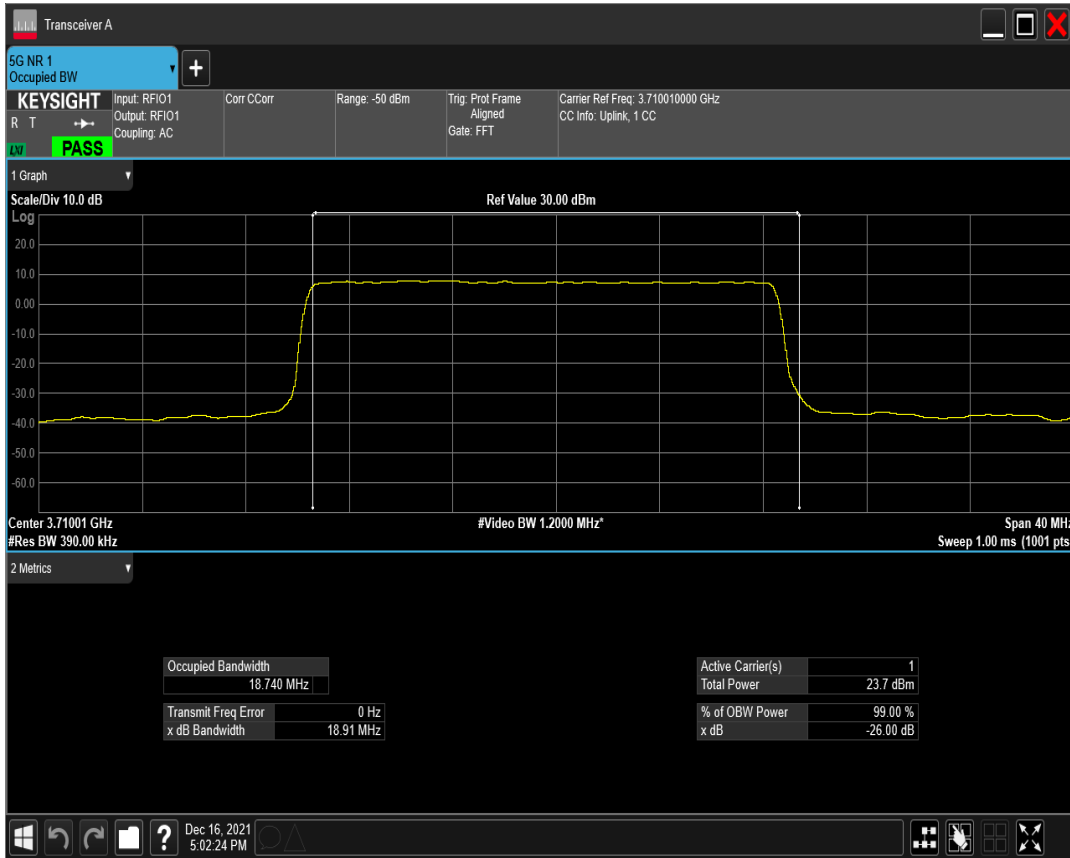 Transceiver A
5G NR 1
Occupied BW
KEYSIGHT
R T
LXI
PASS
Input: RFIO1
Output: RFIO1
Coupling: AC
Corr CCorr
Range: -50 dBm
Trig: Prot Frame
Aligned
Gate: FFT
Carrier Ref Freq: 3.710010000 GHz
CC Info: Uplink, 1 CC
1 Graph
Scale/Div 10.0 dB
Ref Value 30.00 dBm
Log
20.0
10.0
0.00
-10.0
-20.0
-30.0
-40.0
-50.0
-60.0
Center 3.71001 GHz
#Video BW 1.2000 MHz*
Span 40 MHz
#Res BW 390.00 kHz
Sweep 1.00 ms (1001 pts
2 Metrics
Occupied Bandwidth
18.740 MHz
Transmit Freq Error 0 Hz
x dB Bandwidth 18.91 MHz
Active Carrier(s) 1
Total Power 23.7 dBm
% of OBW Power 99.00 %
x dB -26.00 dB
?
Dec 16, 2021
5:02:24 PM